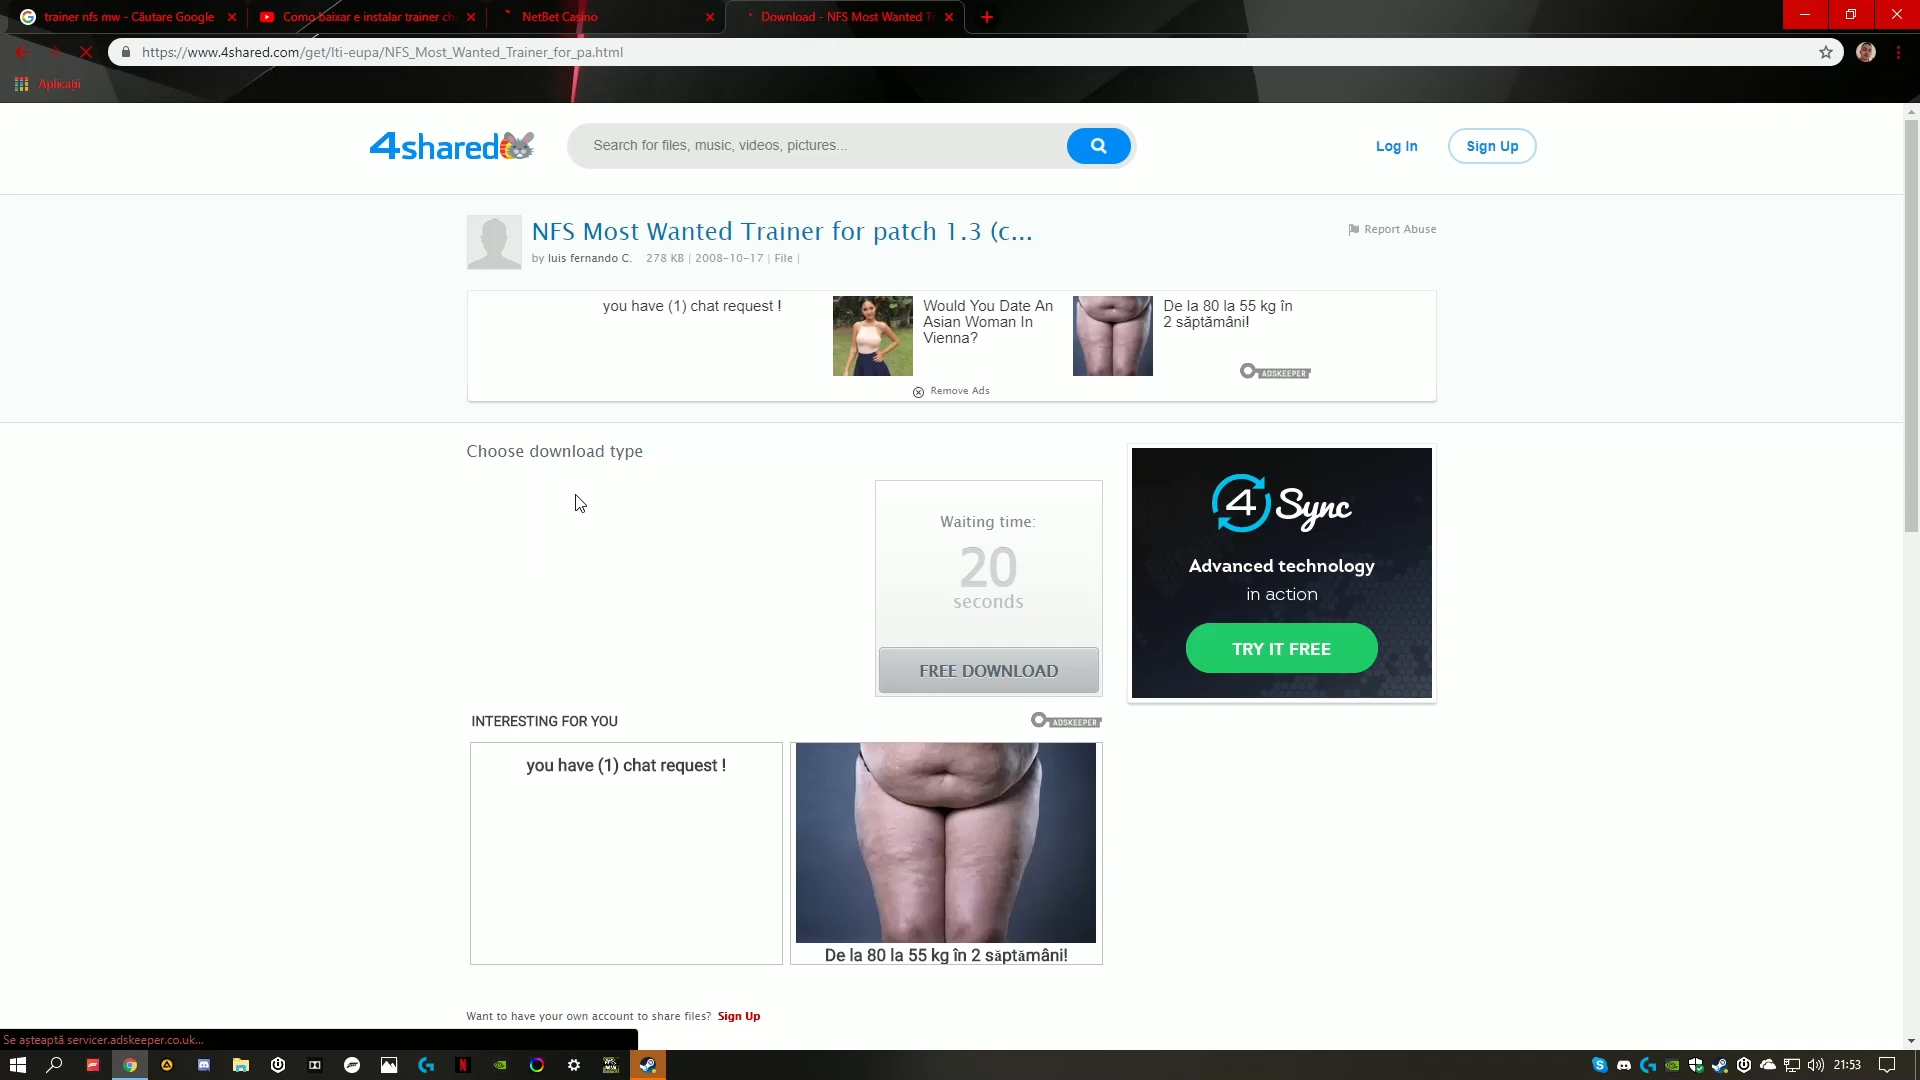 trainer nfs mw - Căutare Google
Como baixar e instalar trainer ch
NetBet Casino
Download - NFS Most Wanted Tr
https://www.4shared.com/get/lti-eupa/NFS_Most_Wanted_Trainer_for_pa.html
Aplicații
4shared
Search for files, music, videos, pictures...
Log In
Sign Up
NFS Most Wanted Trainer for patch 1.3 (c...
Report Abuse
by luis fernando C. 278 KB | 2008-10-17 | File |
you have (1) chat request !
Would You Date An
Asian Woman In
Vienna?
De la 80 la 55 kg în
2 săptămâni!
ADSKEEPER
Remove Ads
Choose download type
Waiting time:
20
seconds
FREE DOWNLOAD
4 Sync
Advanced technology
in action
TRY IT FREE
INTERESTING FOR YOU
ADSKEEPER
you have (1) chat request !
De la 80 la 55 kg în 2 săptămâni!
Want to have your own account to share files? Sign Up
Se așteaptă servicer.adskeeper.co.uk...
21:53